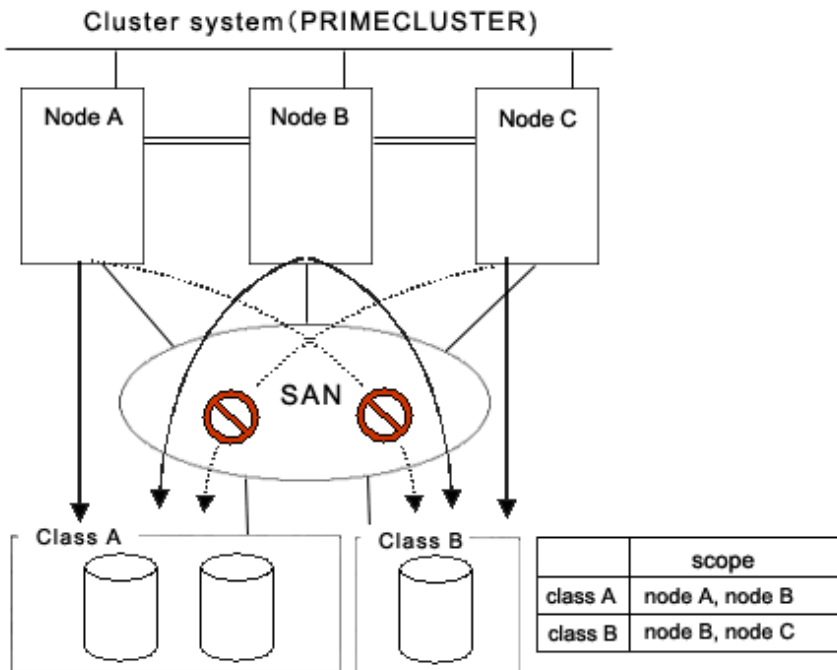 Cluster system(PRIMECLUSTER)
Node A
Node B
Node C
SAN
Class A
Class B
scope
class A node A, node B
class B node B, node C